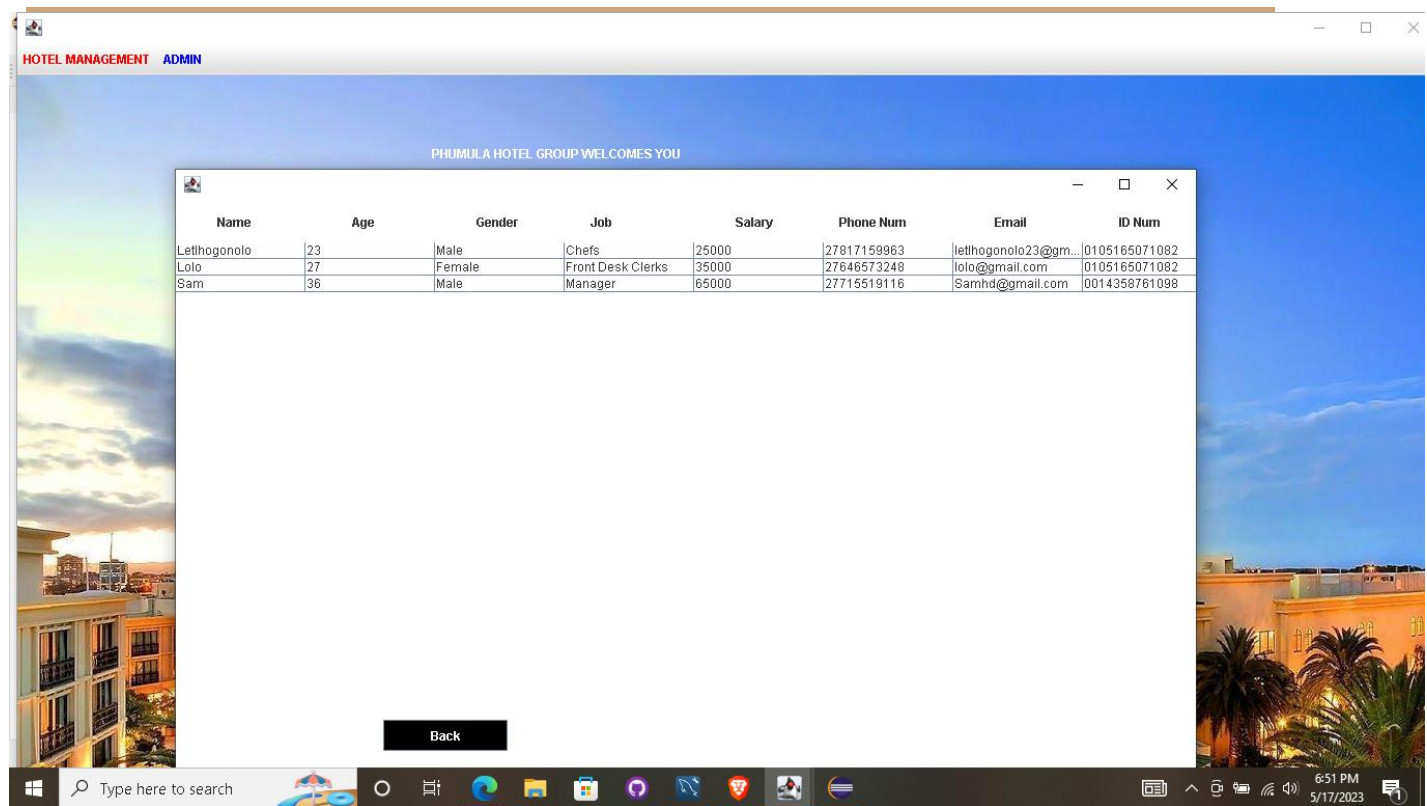 HOTEL MANAGEMENT ADMIN
PHUMULA HOTEL GROUP WELCOMES YOU
Name Age Gender Job Salary Phone Num Email ID Num
Letlhogonolo 23 Male Chefs 25000 27817159963 letlhogonolo23@gm... 0105165071082
Lolo 27 Female Front Desk Clerks 35000 27646573248 lolo@gmail.com 0105165071082
Sam 36 Male Manager 65000 27715519116 Samhd@gmail.com 0014358761098
Back
Type here to search
6:51 PM
5/17/2023
1